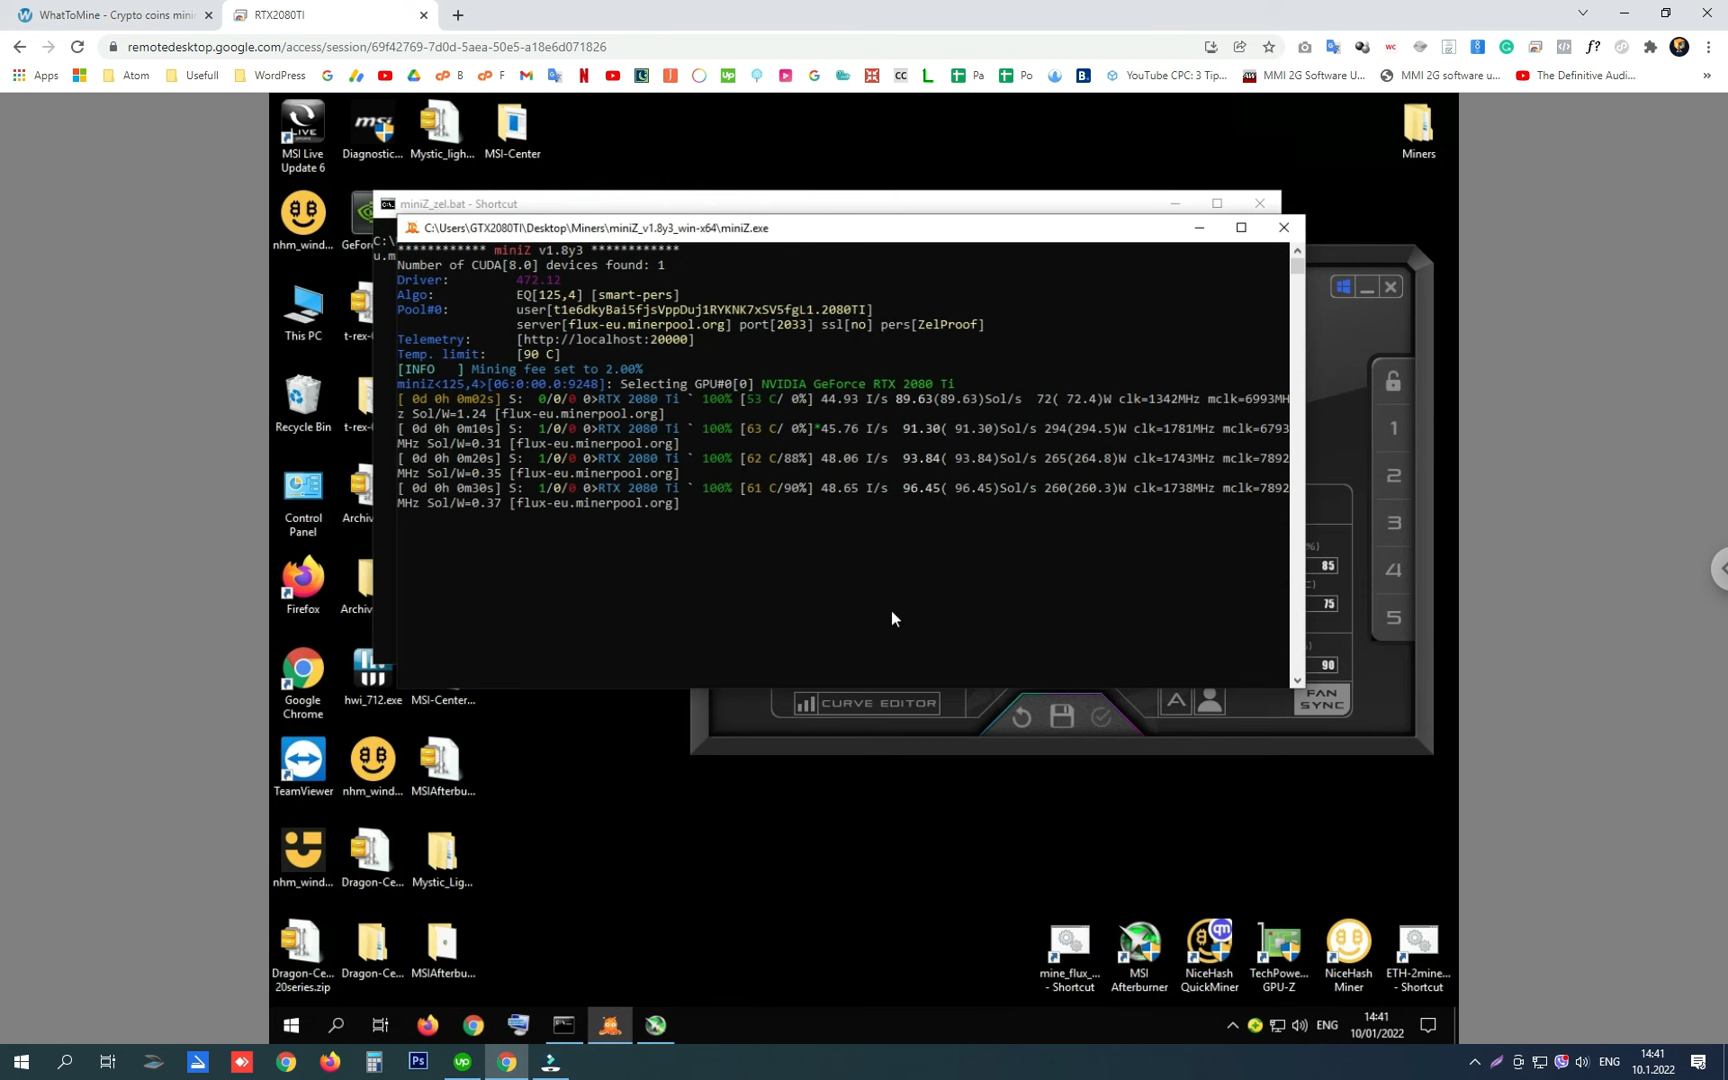 WhatToMine - Crypto coins mini
RTX2080TI
remotedesktop.google.com/access/session/69f42769-7d0d-5aea-50e5-a18e6d071826
Apps
Atom
Usefull
WordPress
B
F
Pa
Po
YouTube CPC: 3 Tip...
MMI 2G Software U...
MMI 2G software u...
The Definitive Audi...
MSI Live
Update 6
Diagnostic...
Mystic_ligh...
MSI-Center
Miners
miniZ_zel.bat - Shortcut
C:\Users\GTX2080TI\Desktop\Miners\miniZ_v1.8y3_win-x64\miniZ.exe
************ miniZ v1.8y3 ************
Number of CUDA[8.0] devices found: 1
Driver: 472.12
Algo: EQ[125,4] [smart-pers]
Pool#0: user[t1e6dkyBai5fjsVppDuj1RYKNK7xSV5fgL1.2080TI]
server[flux-eu.minerpool.org] port[2033] ssl[no] pers[ZelProof]
Telemetry: [http://localhost:20000]
Temp. limit: [90 C]
[INFO ] Mining fee set to 2.00%
miniZ<125,4>[06:0:00.0:9248]: Selecting GPU#0[0] NVIDIA GeForce RTX 2080 Ti
[ 0d 0h 0m02s] S: 0/0/0 0>RTX 2080 Ti ` 100% [53 C/ 0%] 44.93 I/s 89.63(89.63)Sol/s 72( 72.4)W clk=1342MHz mclk=6993MH
z Sol/W=1.24 [flux-eu.minerpool.org]
[ 0d 0h 0m10s] S: 1/0/0 0>RTX 2080 Ti ` 100% [63 C/ 0%]*45.76 I/s 91.30( 91.30)Sol/s 294(294.5)W clk=1781MHz mclk=6793
MHz Sol/W=0.31 [flux-eu.minerpool.org]
[ 0d 0h 0m20s] S: 1/0/0 0>RTX 2080 Ti ` 100% [62 C/88%] 48.06 I/s 93.84( 93.84)Sol/s 265(264.8)W clk=1743MHz mclk=7892
MHz Sol/W=0.35 [flux-eu.minerpool.org]
[ 0d 0h 0m30s] S: 1/0/0 0>RTX 2080 Ti ` 100% [61 C/90%] 48.65 I/s 96.45( 96.45)Sol/s 260(260.3)W clk=1738MHz mclk=7892
MHz Sol/W=0.37 [flux-eu.minerpool.org]
C:\
u.m
nhm_wind...
GeFor
This PC
t-rex-
Recycle Bin
t-rex-
Control
Panel
Archiv
Firefox
Archiv
Google
Chrome
hwi_712.exe
MSI-Center...
TeamViewer
nhm_wind...
MSIAfterbu...
nhm_wind...
Dragon-Ce...
Mystic_Lig...
Dragon-Ce...
20series.zip
Dragon-Ce...
MSIAfterbu...
1
2
3
4
5
85
75
90
CURVE EDITOR
A
FAN
SYNC
mine_flux_...
- Shortcut
MSI
Afterburner
NiceHash
QuickMiner
TechPowe...
GPU-Z
NiceHash
Miner
ETH-2mine...
- Shortcut
ENG
14:41
10/01/2022
ENG
14:41
10.1.2022